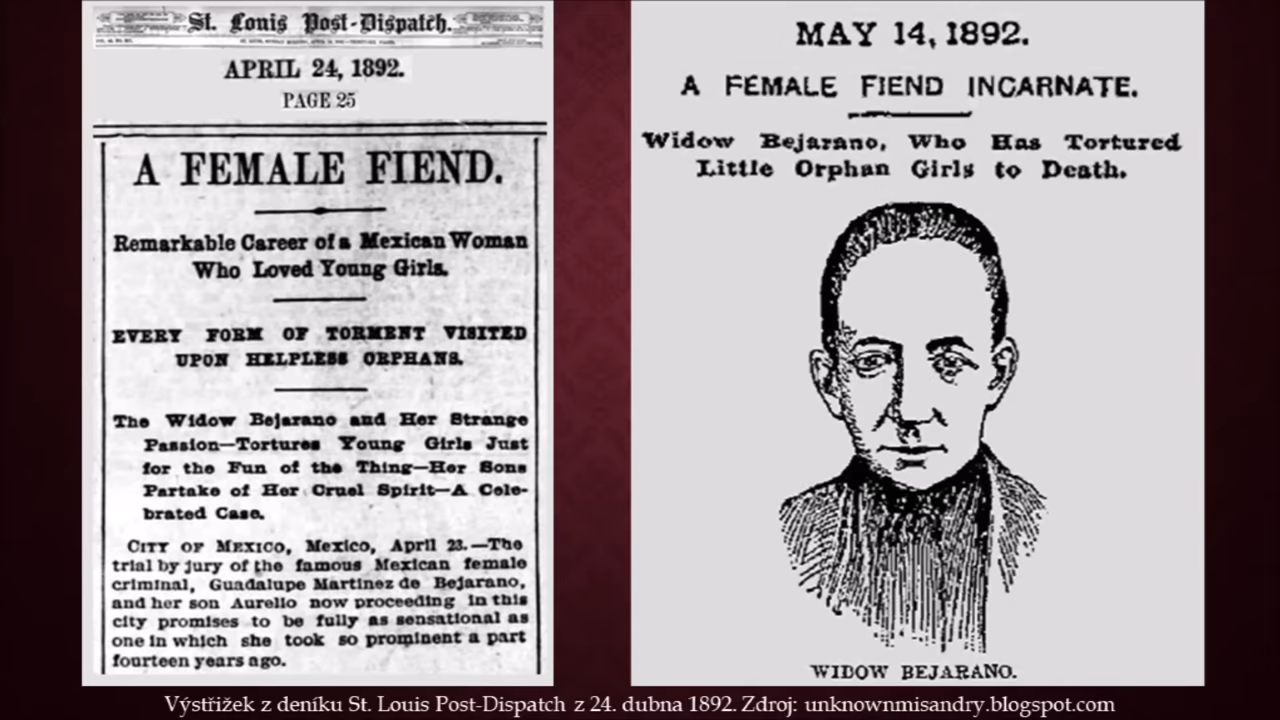 St. Louis Post-Dispatch.
APRIL 24, 1892.
PAGE 25
A FEMALE FIEND.
Remarkable Career of a Mexican Woman
Who Loved Young Girls.
EVERY FORM OF TORMENT VISITED
UPON HELPLESS ORPHANS.
The Widow Bejarano and Her Strange
Passion—Tortures Young Girls Just
for the Fun of the Thing—Her Sons
Partake of Her Cruel Spirit—A Cele-
brated Case.
CITY OF MEXICO, Mexico, April 23.—The
trial by jury of the famous Mexican female
criminal, Guadalupe Martinez de Bejarano,
and her son Aurelio now proceeding in this
city promises to be fully as sensational as
one in which she took so prominent a part
fourteen years ago.
MAY 14, 1892.
A FEMALE FIEND INCARNATE.
Widow Bejarano, Who Has Tortured
Little Orphan Girls to Death.
WIDOW BEJARANO.
Výstřižek z deníku St. Louis Post-Dispatch z 24. dubna 1892. Zdroj: unknownmisandry.blogspot.com